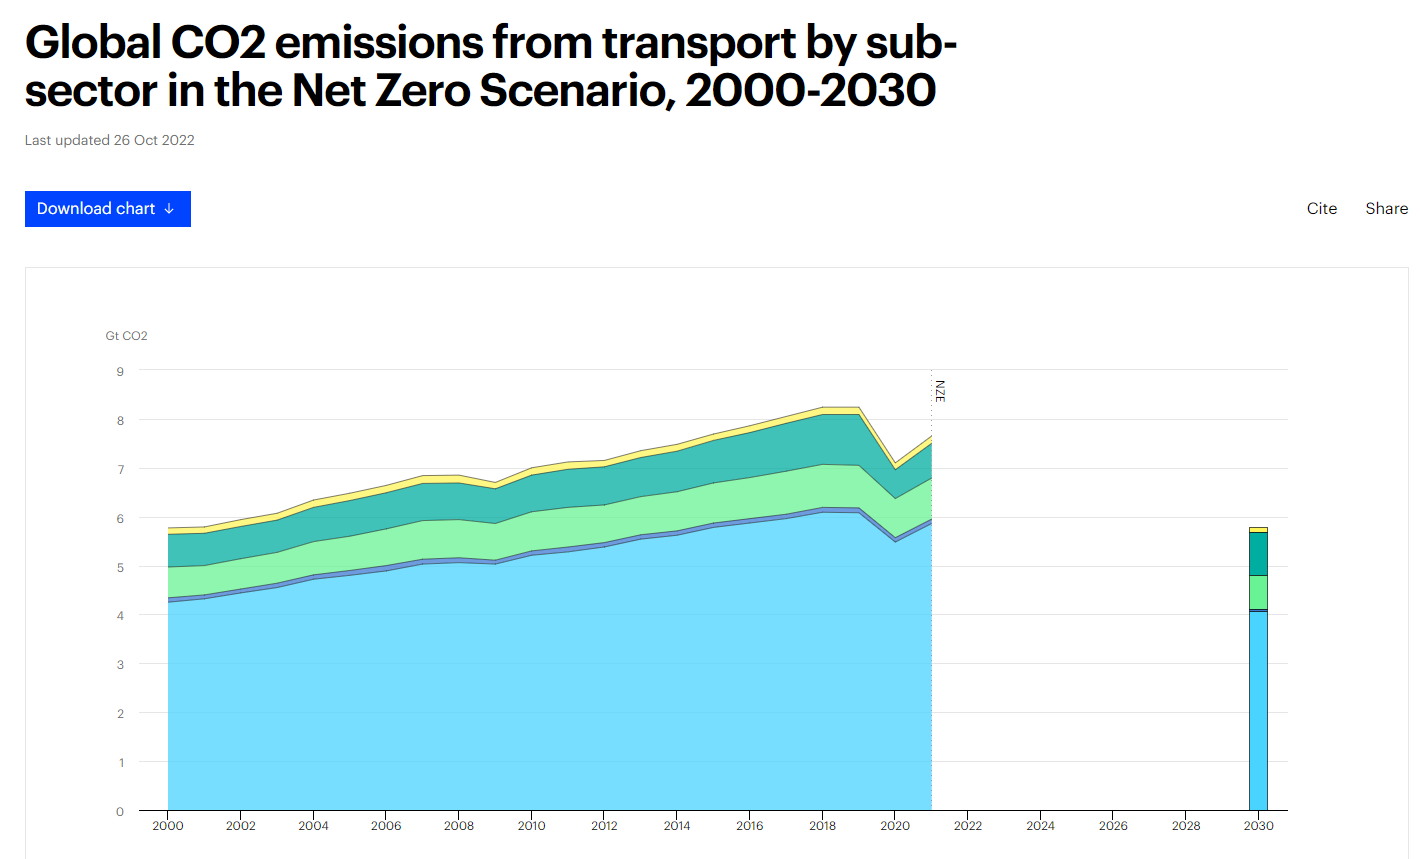 Global CO2 emissions from transport by sub-
sector in the Net Zero Scenario, 2000-2030
Last updated 26 Oct 2022
Download chart ↓
Cite Share
Gt CO2
9
NZE
8
7
6
5
4
3
2
1
0
2000 2002 2004 2006 2008 2010 2012 2014 2016 2018 2020 2022 2024 2026 2028 2030